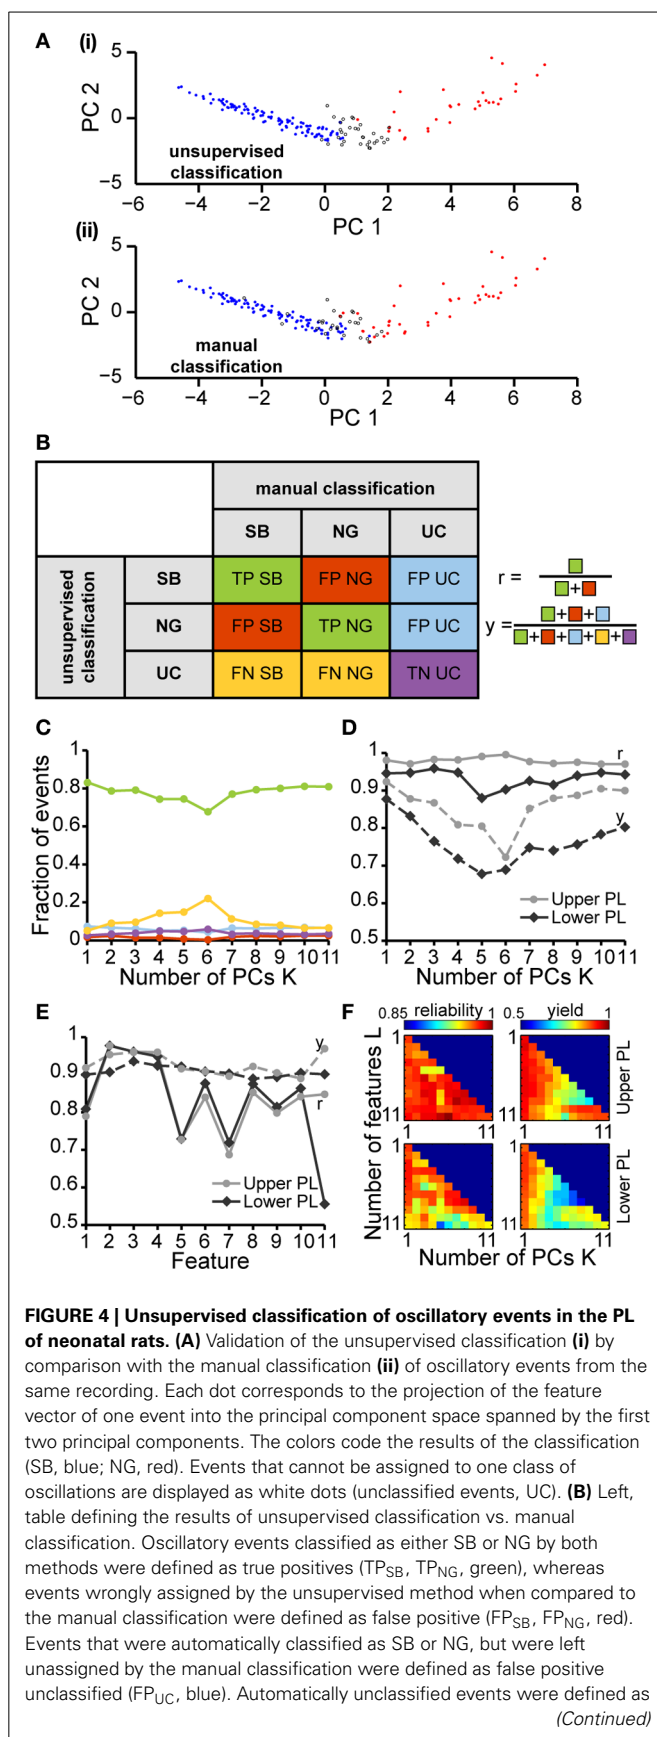 A (i)
5
0
−5
PC 2
unsupervised
classification
−6 −4 −2 0 2 4 6 8
PC 1
(ii)
5
0
−5
PC 2
manual
classification
−6 −4 −2 0 2 4 6 8
PC 1
B
manual classification
SB NG UC
unsupervised
classification
SB TP SB FP NG FP UC
NG FP SB TP NG FP UC
UC FN SB FN NG TN UC
r =
+
y =
+ +
+ + + +
C
1
0.8
0.6
0.4
0.2
0
Fraction of events
1 2 3 4 5 6 7 8 9 10 11
Number of PCs K
D
1
0.9
0.8
0.7
0.6
0.5
r
y
Upper PL
Lower PL
1 2 3 4 5 6 7 8 9 10 11
Number of PCs K
E
1
0.9
0.8
0.7
0.6
0.5
y
r
Upper PL
Lower PL
1 2 3 4 5 6 7 8 9 10 11
Feature
F
0.85 reliability 1 0.5 yield 1
Number of features L
1 1
11 11
1 11 1 11
Upper PL
1 1
11 11
1 11 1 11
Lower PL
Number of PCs K
FIGURE 4 | Unsupervised classification of oscillatory events in the PL
of neonatal rats. (A) Validation of the unsupervised classification (i) by
comparison with the manual classification (ii) of oscillatory events from the
same recording. Each dot corresponds to the projection of the feature
vector of one event into the principal component space spanned by the first
two principal components. The colors code the results of the classification
(SB, blue; NG, red). Events that cannot be assigned to one class of
oscillations are displayed as white dots (unclassified events, UC). (B) Left,
table defining the results of unsupervised classification vs. manual
classification. Oscillatory events classified as either SB or NG by both
methods were defined as true positives (TPSB, TPNG, green), whereas
events wrongly assigned by the unsupervised method when compared to
the manual classification were defined as false positive (FPSB, FPNG, red).
Events that were automatically classified as SB or NG, but were left
unassigned by the manual classification were defined as false positive
unclassified (FPUC, blue). Automatically unclassified events were defined as
(Continued)